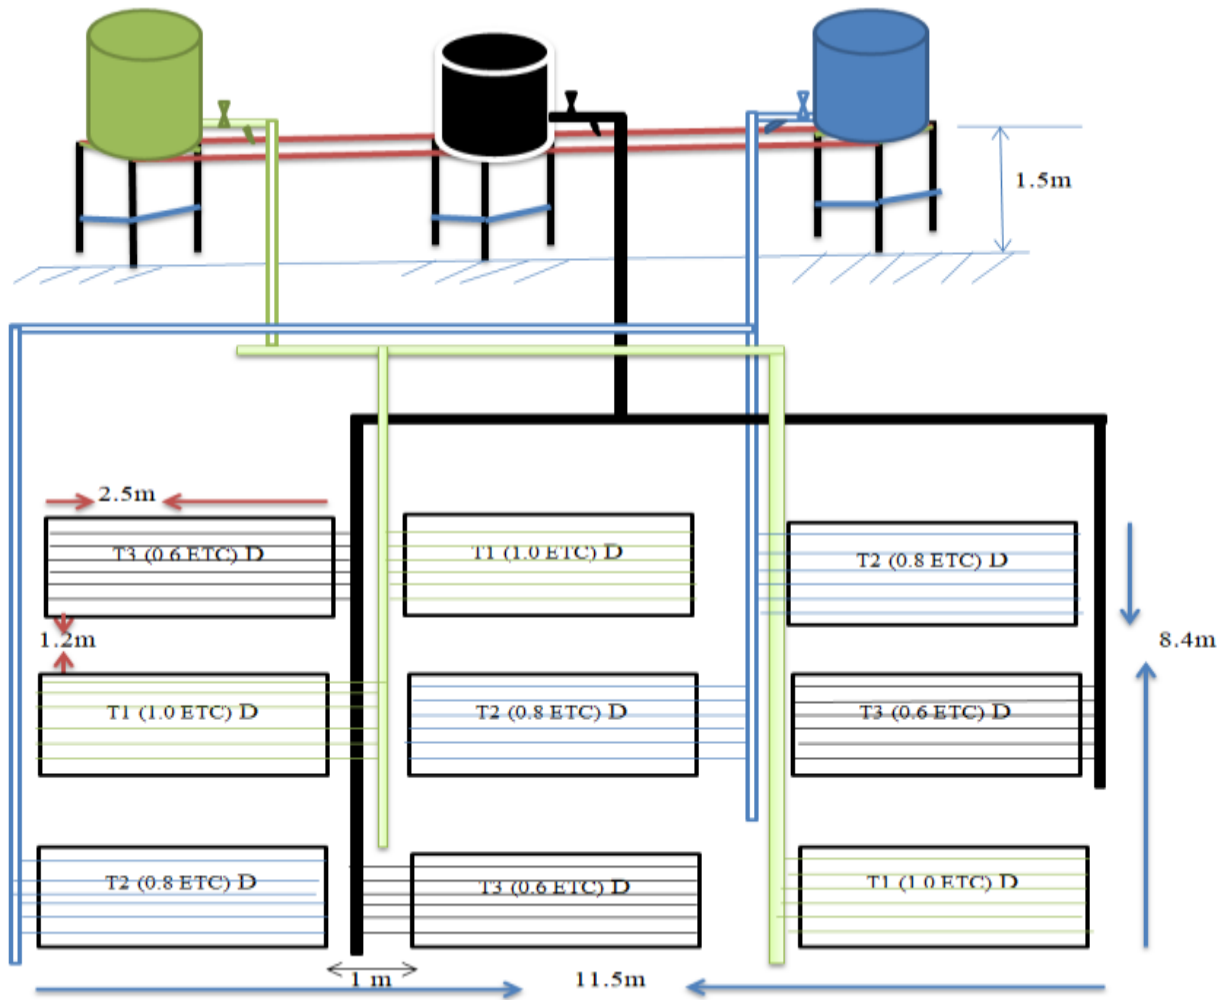 1.5m
2.5m
T3 (0.6 ETC) D
T1 (1.0 ETC) D
T2 (0.8 ETC) D
1.2m
8.4m
T1 (1.0 ETC) D
T2 (0.8 ETC) D
T3 (0.6 ETC) D
T2 (0.8 ETC) D
T3 (0.6 ETC) D
T1 (1.0 ETC) D
1 m
11.5m